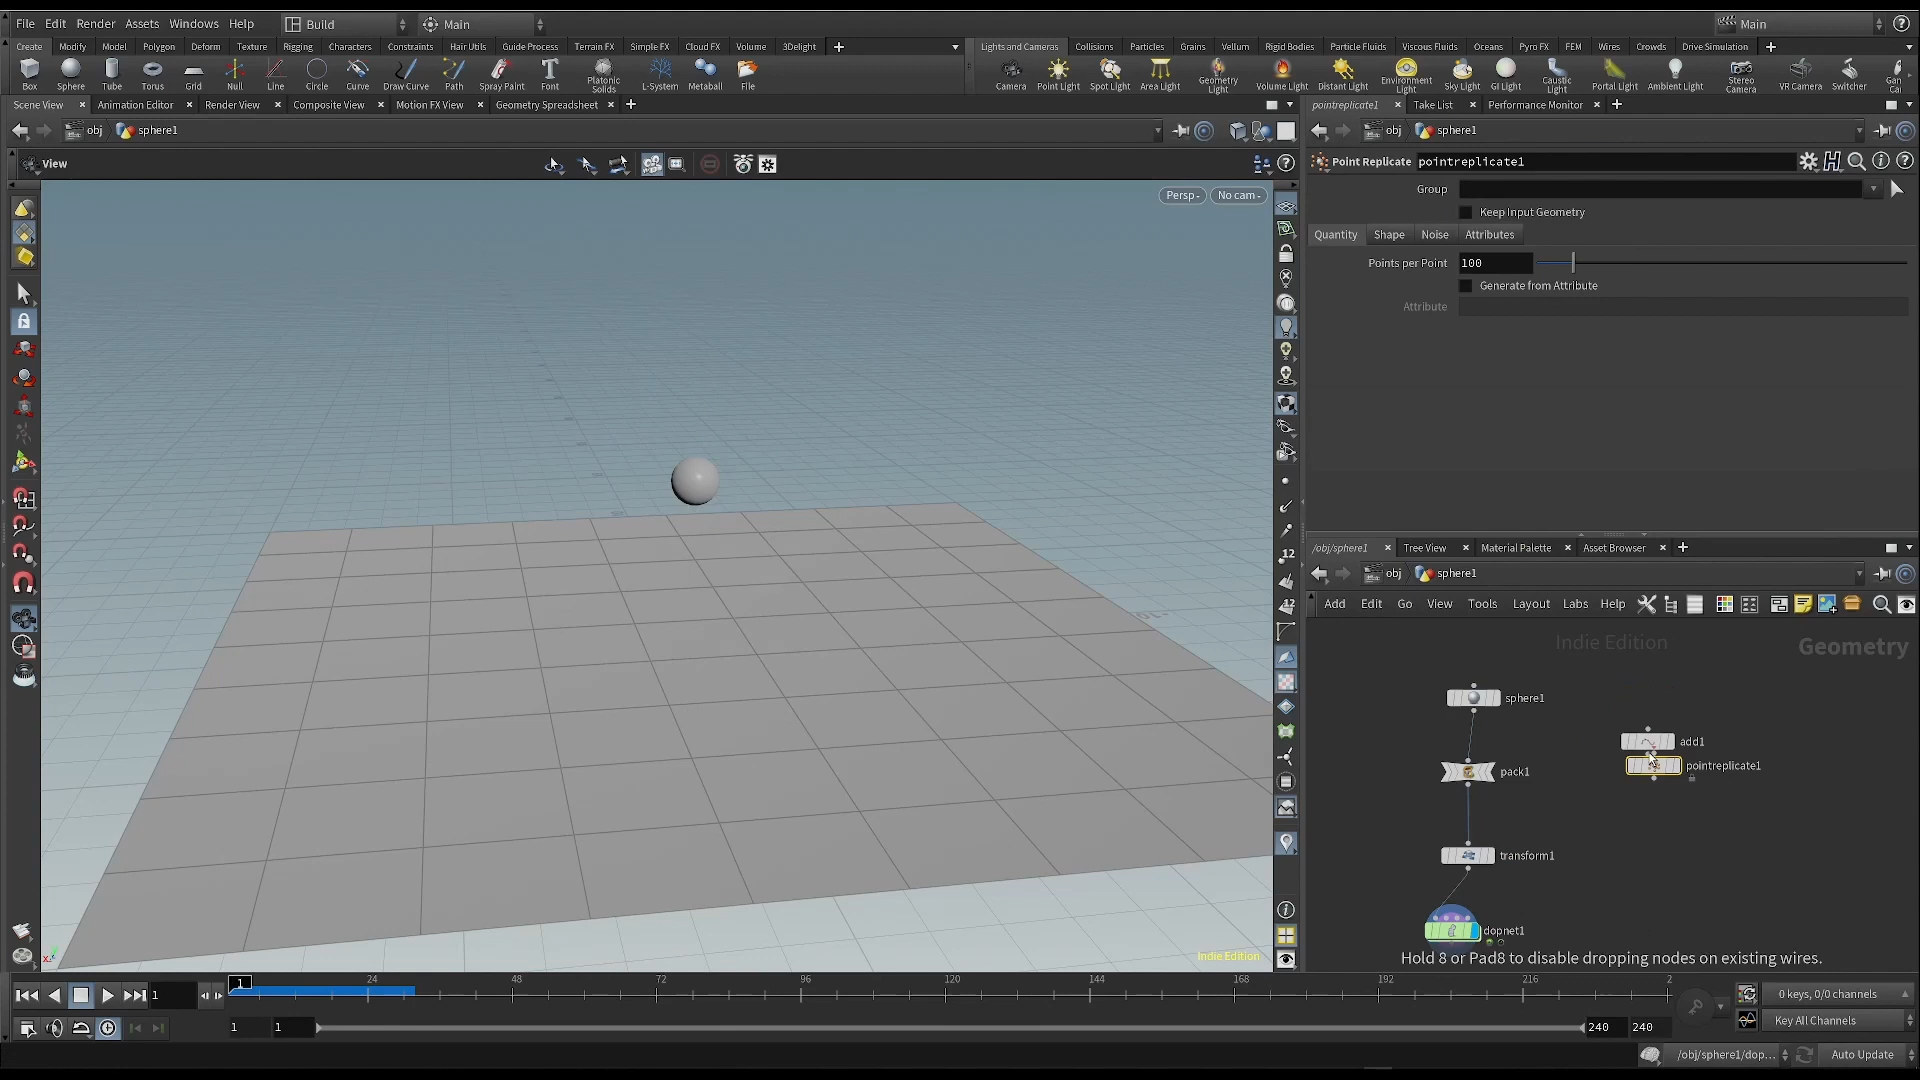 File Edit Render Assets Windows Help Build Main Main
Create Modify Model Polygon Deform Texture Rigging Characters Constraints Hair Utils Guide Process Terrain FX Simple FX Cloud FX Volume 3Delight
Lights and Cameras Collisions Particles Grains Vellum Rigid Bodies Particle Fluids Viscous Fluids Oceans Pyro FX FEM Wires Crowds Drive Simulation
Box Sphere Tube Torus Grid Null Line Circle Curve Draw Curve Path Spray Paint Font Platonic Solids L-System Metaball File
Camera Point Light Spot Light Area Light Geometry Light Volume Light Distant Light Environment Light Sky Light GI Light Caustic Light Portal Light Ambient Light Stereo Camera VR Camera Switcher
Scene View Animation Editor Render View Composite View Motion FX View Geometry Spreadsheet
pointreplicate1 Take List Performance Monitor
obj sphere1
obj sphere1
View
Persp No cam
Point Replicate pointreplicate1
Group
Keep Input Geometry
Quantity Shape Noise Attributes
Points per Point 100
Generate from Attribute
Attribute
/obj/sphere1 Tree View Material Palette Asset Browser
obj sphere1
Add Edit Go View Tools Layout Labs Help
Indie Edition
Geometry
sphere1
add1
pointreplicate1
pack1
transform1
dopnet1
Hold 8 or Pad8 to disable dropping nodes on existing wires.
Indie Edition
1 1 24 48 72 96 120 144 168 192 216 2
0 keys, 0/0 channels
1 1 240 240
Key All Channels
/obj/sphere1/dop... Auto Update